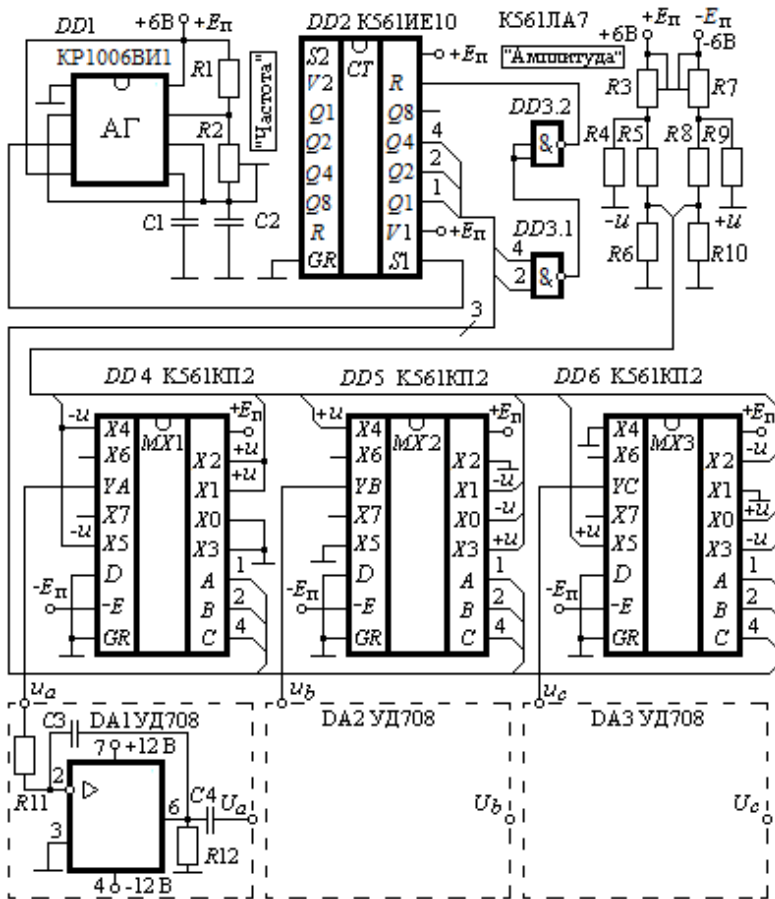 DD1
+6В
+Eп
КР1006ВИ1
АГ
R1
R2
"Частота"
C1
C2
DD2 К561ИЕ10
S2
V2
Q1
Q2
Q4
Q8
R
GR
CT
R
Q8
Q4
Q2
Q1
V1
S1
+Eп
4
2
1
+Eп
3
К561ЛА7
"Амплитуда"
DD3.2
&
DD3.1
&
4
2
+Eп
-Eп
+6В
-6В
R3
R7
R4
R5
R8
R9
-u
+u
R6
R10
DD4 К561КП2
-u
X4
X6
YA
X7
-u
X5
D
-Eп
-E
GR
MX1
+Eп
X2
+u
X1
+u
X0
X3
A
1
B
2
C
4
DD5 К561КП2
+u
X4
X6
YB
X7
X5
D
-Eп
-E
GR
MX2
+Eп
X2
X1
-u
X0
-u
X3
+u
A
1
B
2
C
4
DD6 К561КП2
X4
X6
YC
X7
+u
X5
D
-Eп
-E
GR
MX3
+Eп
X2
-u
X1
X0
+u
X3
-u
A
1
B
2
C
4
ua
ub
uc
C3
DA1УД708
7
+12 В
R11
2
3
6
C4
Ua
R12
4
-12 В
DA2 УД708
Ub
DA3 УД708
Uc